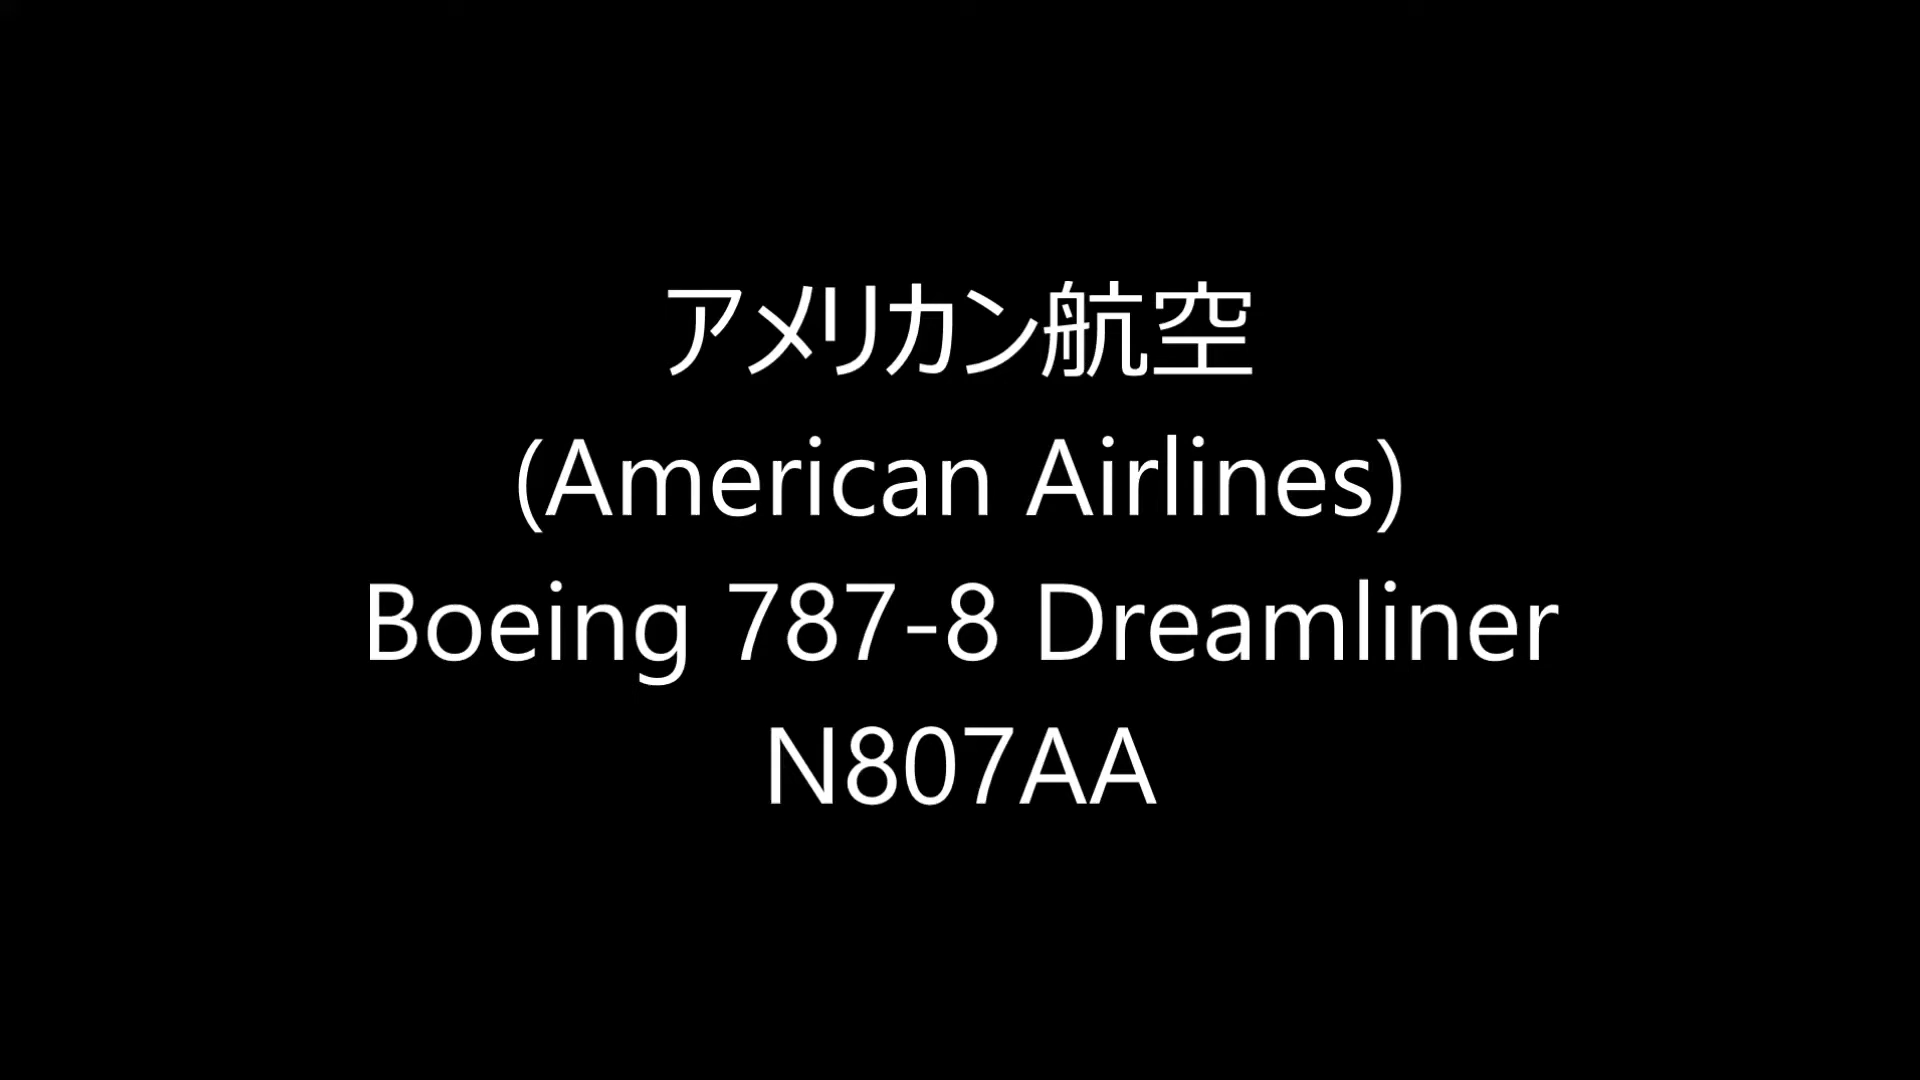 アメリカン航空
(American Airlines)
Boeing 787-8 Dreamliner
N807AA